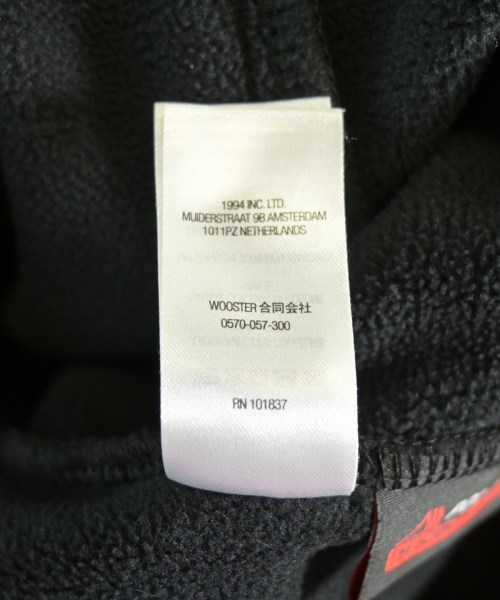 1994 INC. LTD.
MUIDERSTRAAT 9B AMSTERDAM
1011PZ NETHERLANDS
WOOSTER 合同会社
0570-057-300
RN 101837